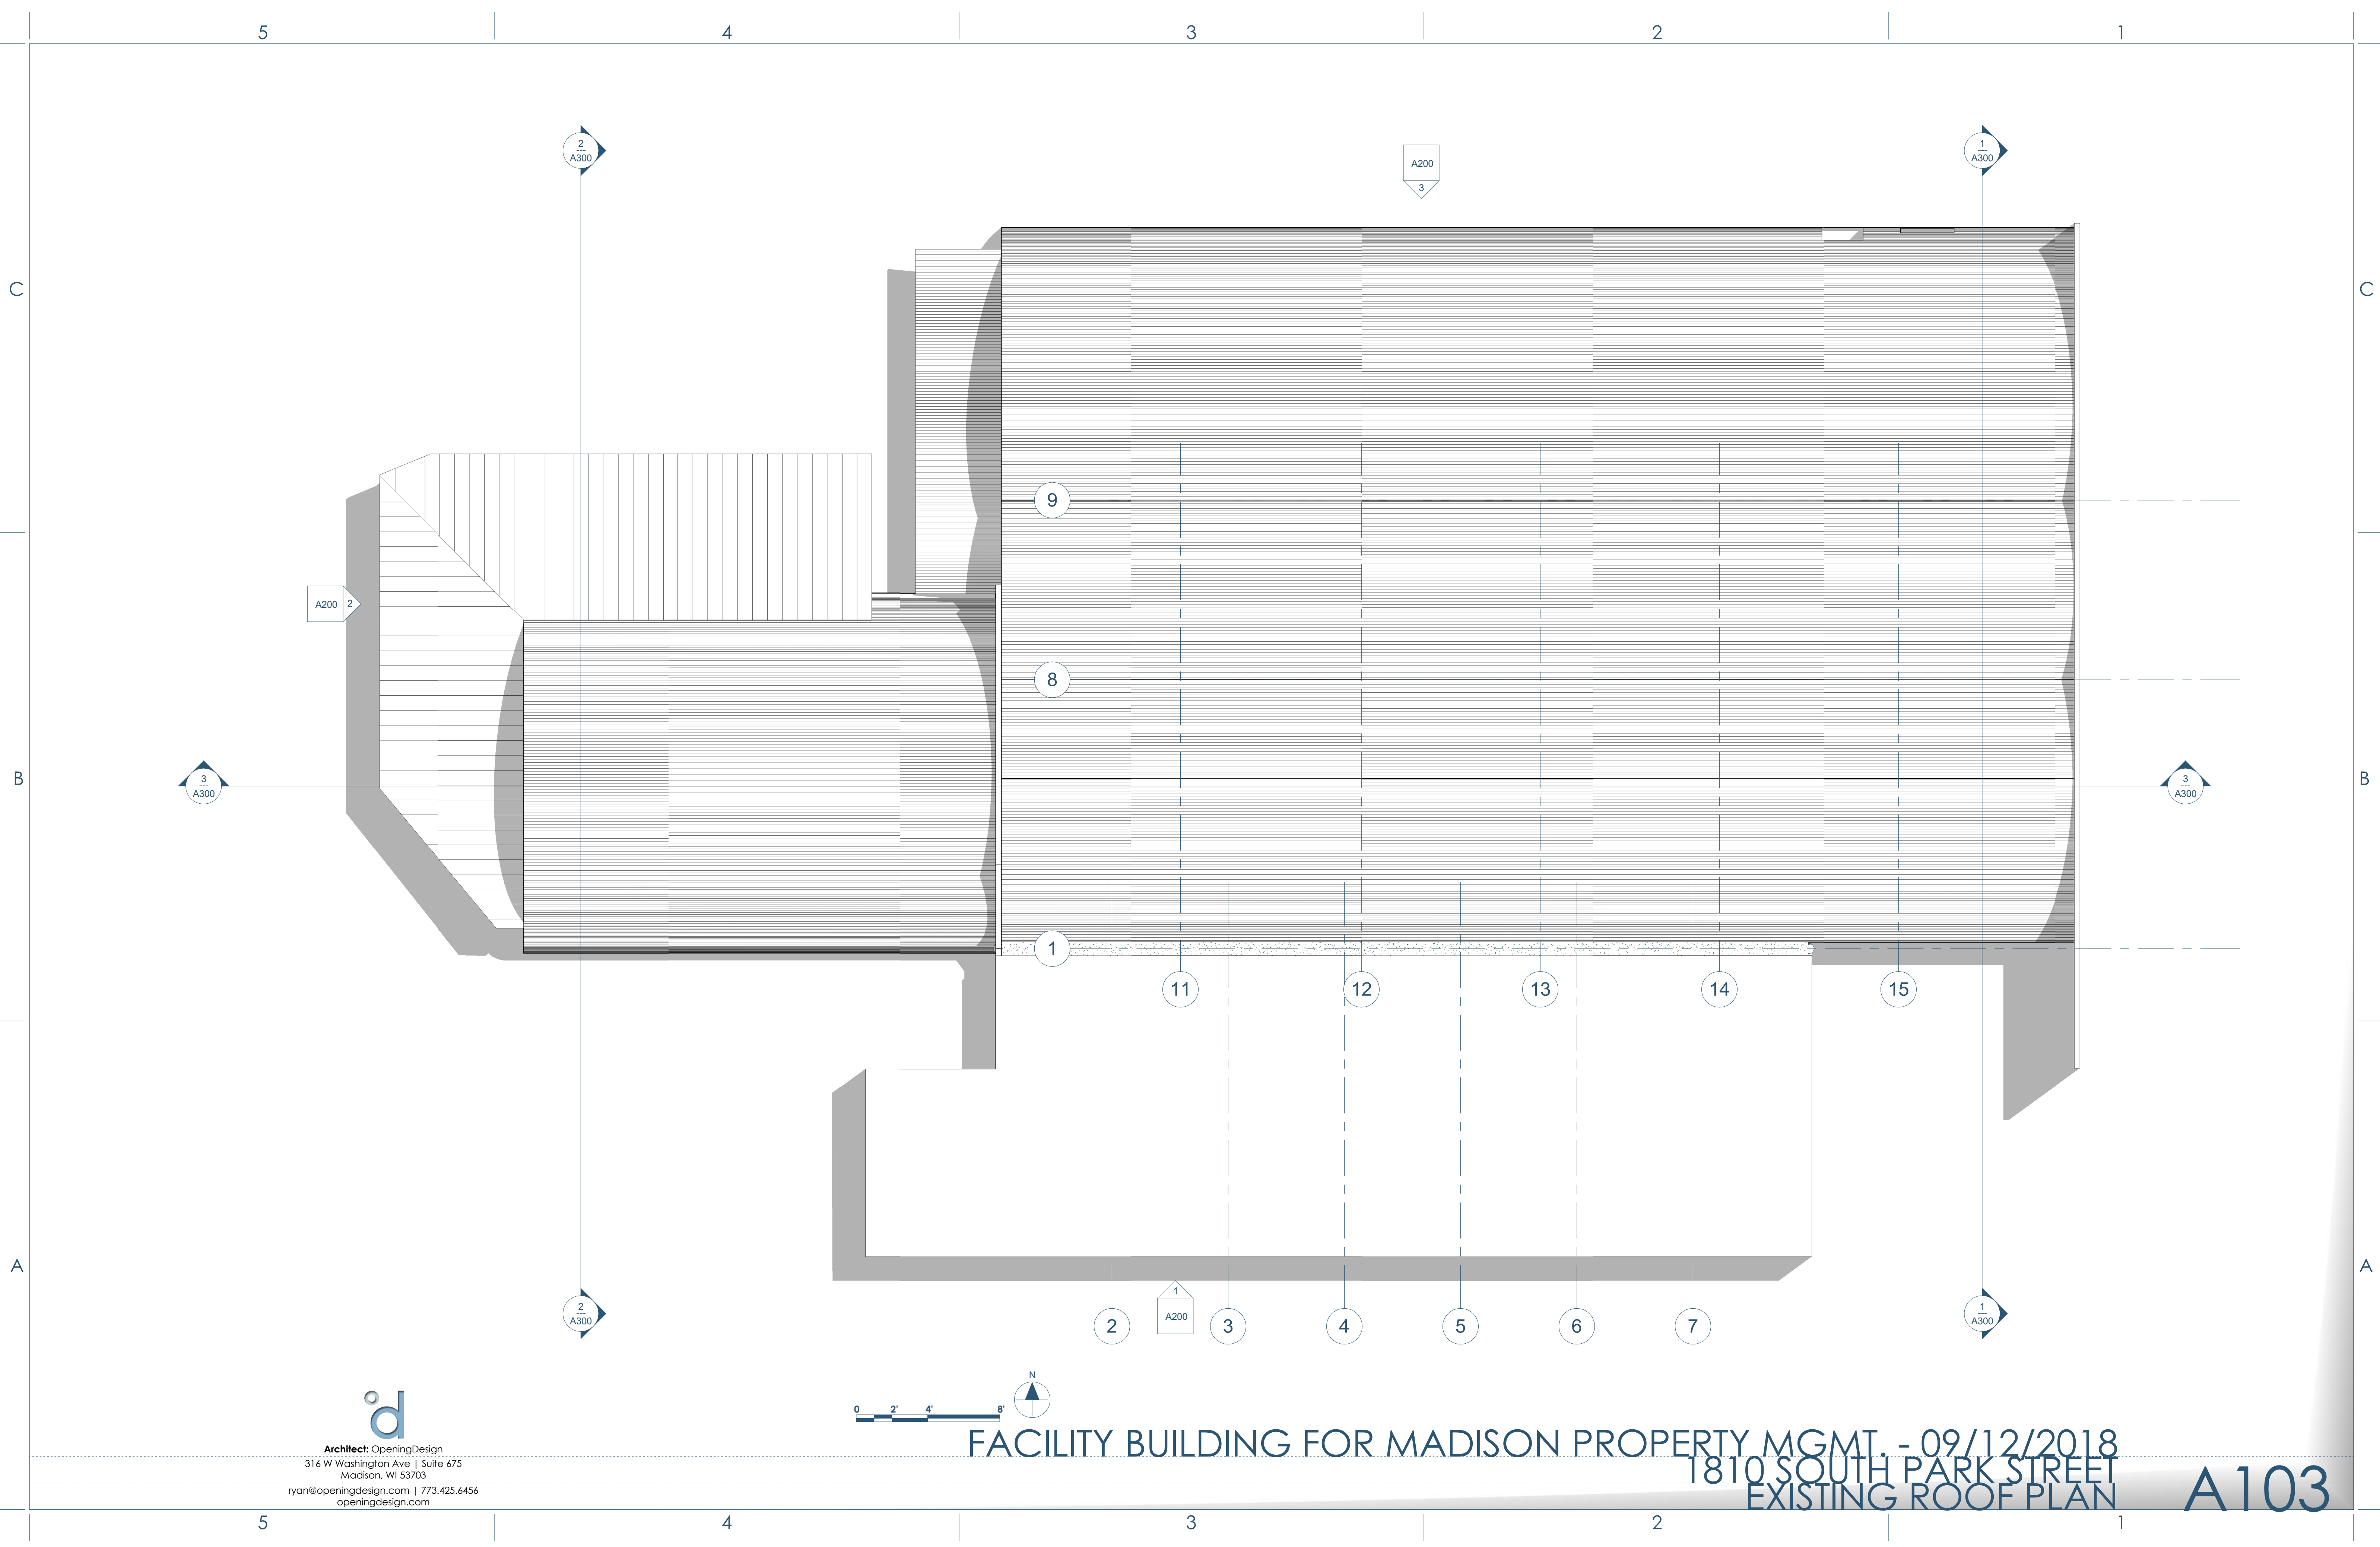 5 4 3 2 1
2
A300
A200
3
1
A300
C C
9
A200 2
8
B B
3
A300
3
A300
1
11 12 13 14 15
A A
1
A200
2
A300
2 3 4 5 6 7
1
A300
N
0 2' 4' 8'
Architect: OpeningDesign
316 W Washington Ave | Suite 675
Madison, WI 53703
ryan@openingdesign.com | 773.425.6456
openingdesign.com
FACILITY BUILDING FOR MADISON PROPERTY MGMT. - 09/12/2018
1810 SOUTH PARK STREET
EXISTING ROOF PLAN
A103
5 4 3 2 1